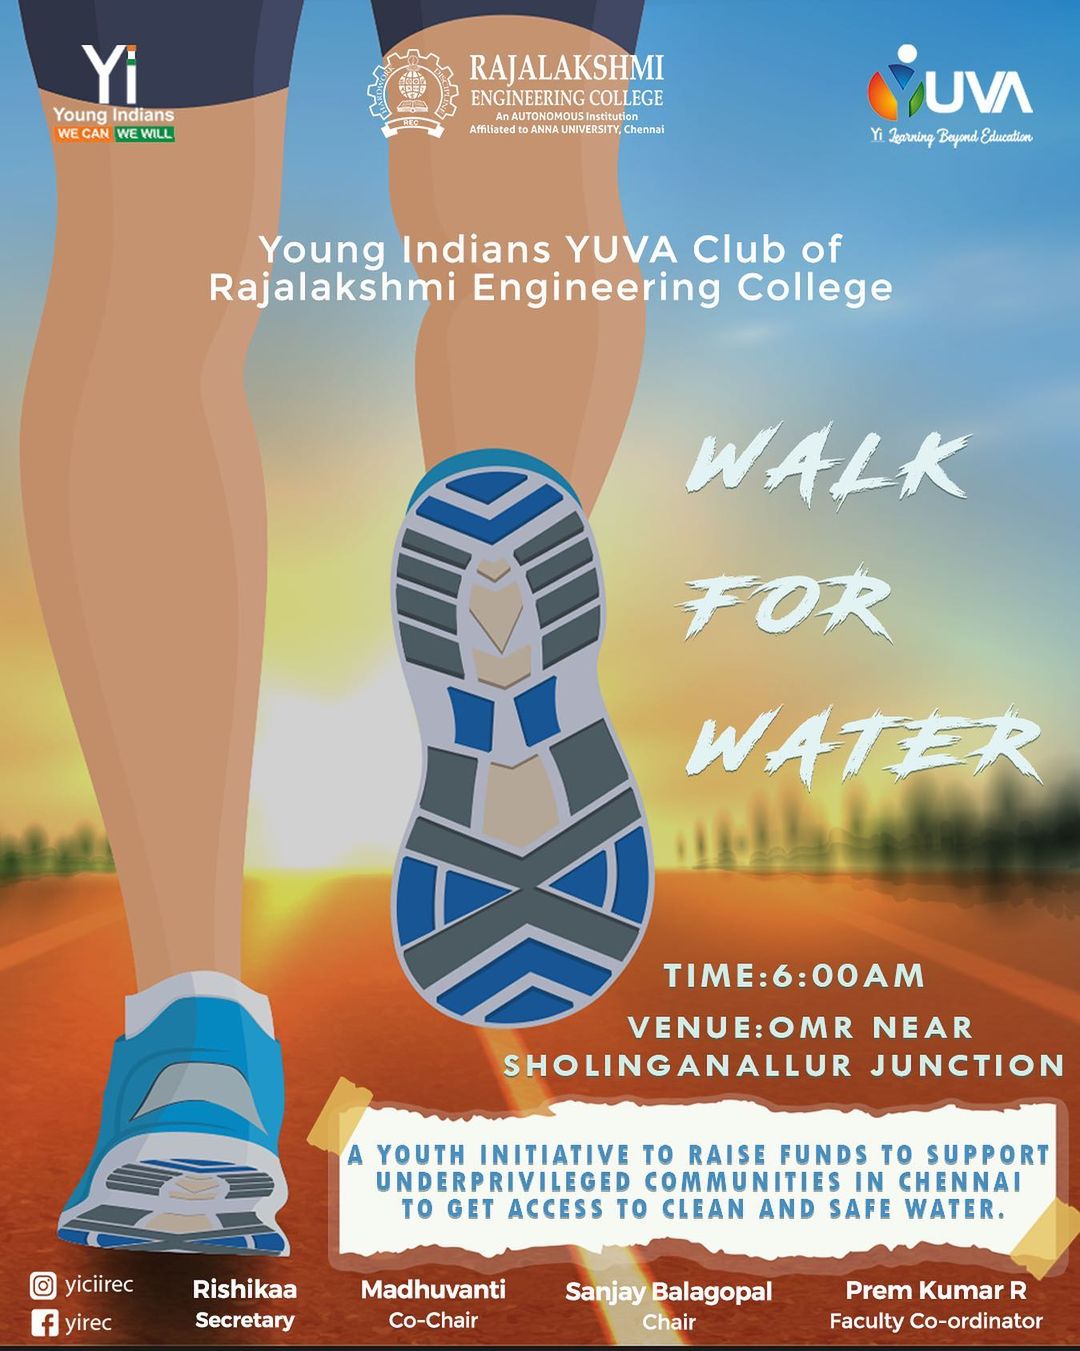 Yi
Young Indians
WE CAN WE WILL
HARDWORK DISCIPLINE
REC
RAJALAKSHMI
ENGINEERING COLLEGE
An AUTONOMOUS Institution
Affiliated to ANNA UNIVERSITY, Chennai
YUVA
Yi Learning Beyond Education
Young Indians YUVA Club of
Rajalakshmi Engineering College
WALK
FOR
WATER
TIME:6:00AM
VENUE:OMR NEAR
SHOLINGANALLUR JUNCTION
A YOUTH INITIATIVE TO RAISE FUNDS TO SUPPORT
UNDERPRIVILEGED COMMUNITIES IN CHENNAI
TO GET ACCESS TO CLEAN AND SAFE WATER.
yiciirec
yirec
Rishikaa
Secretary
Madhuvanti
Co-Chair
Sanjay Balagopal
Chair
Prem Kumar R
Faculty Co-ordinator